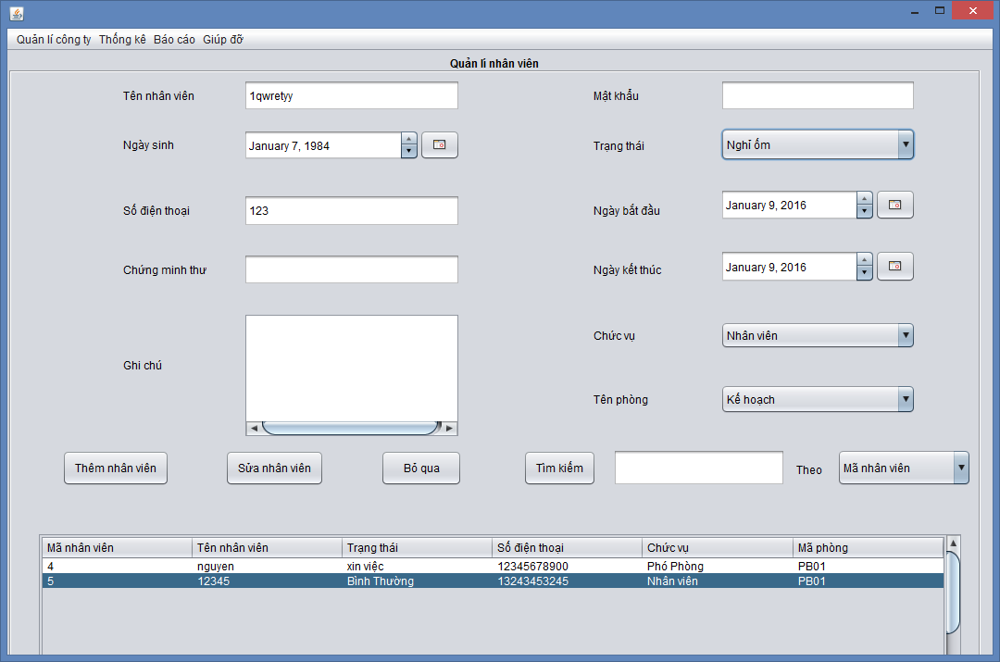 Quản lí công ty Thống kê Báo cáo Giúp đỡ
Quản lí nhân viên
Tên nhân viên 1qwretyy Mật khẩu
Ngày sinh January 7, 1984 Trạng thái Nghỉ ốm
Số điện thoại 123 Ngày bắt đầu January 9, 2016
Chứng minh thư Ngày kết thúc January 9, 2016
Chức vụ Nhân viên
Ghi chú
Tên phòng Kế hoạch
Thêm nhân viên Sửa nhân viên Bỏ qua Tìm kiếm Theo Mã nhân viên
Mã nhân viên Tên nhân viên Trạng thái Số điện thoại Chức vụ Mã phòng
4 nguyen xin việc 12345678900 Phó Phòng PB01
5 12345 Bình Thường 13243453245 Nhân viên PB01